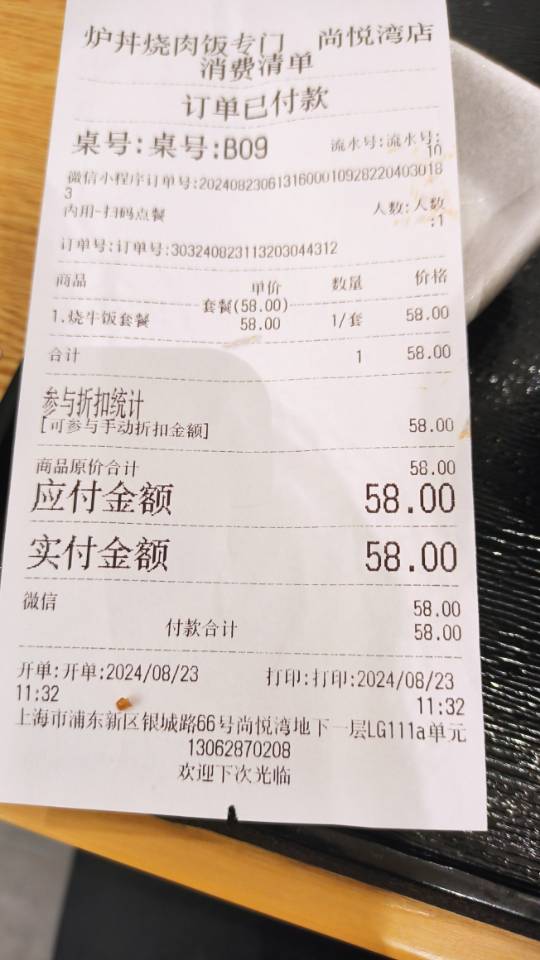 炉丼烧肉饭专门 尚悦湾店
消费清单
订单已付款
桌号:桌号:B09 流水号:流水号:
10
微信小程序订单号:2024082306131600010928220403018
3
内用-扫码点餐 人数:人数
:1
订单号:订单号:303240823113203044312
商品 单价 数量 价格
套餐(58.00)
1.烧牛饭套餐 58.00 1/套 58.00
合计 1 58.00
参与折扣统计
[可参与手动折扣金额] 58.00
商品原价合计 58.00
应付金额 58.00
实付金额 58.00
微信 58.00
付款合计 58.00
开单:开单:2024/08/23 打印:打印:2024/08/23
11:32 11:32
上海市浦东新区银城路66号尚悦湾地下一层LG111a单元
13062870208
欢迎下次光临